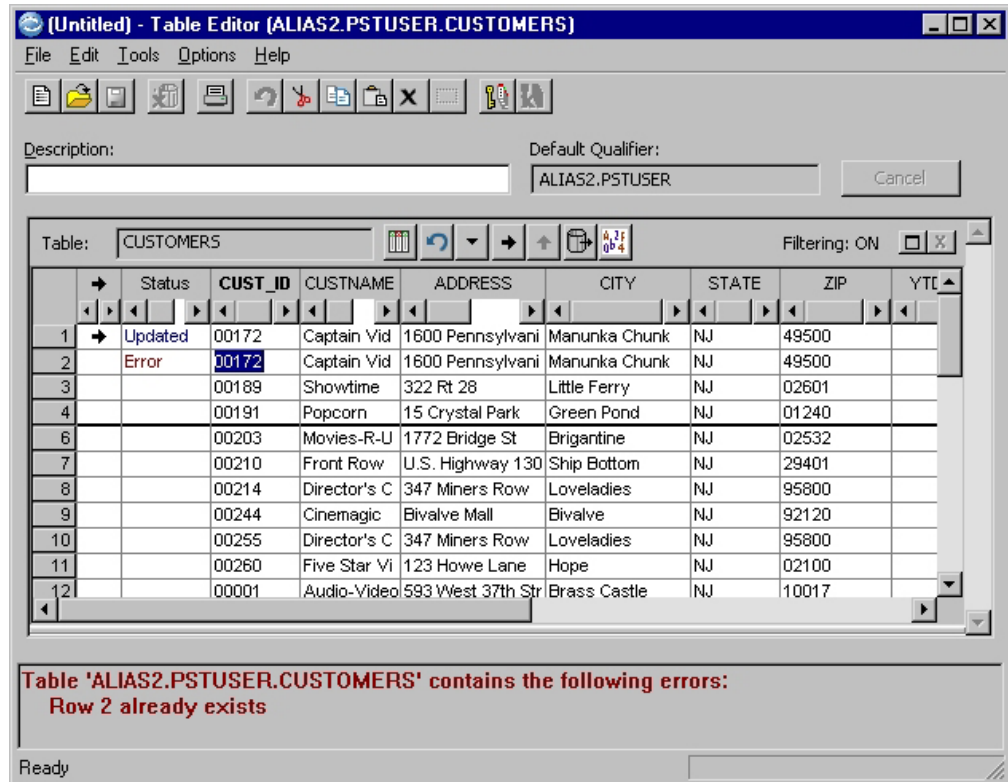 (Untitled) - Table Editor (ALIAS2.PSTUSER.CUSTOMERS)
File Edit Tools Options Help
Description: Default Qualifier:
ALIAS2.PSTUSER Cancel
Table: CUSTOMERS Filtering: ON
Status CUST_ID CUSTNAME ADDRESS CITY STATE ZIP YTD
1 Updated 00172 Captain Vid 1600 Pennsylvani Manunka Chunk NJ 49500
2 Error 00172 Captain Vid 1600 Pennsylvani Manunka Chunk NJ 49500
3 00189 Showtime 322 Rt 28 Little Ferry NJ 02601
4 00191 Popcorn 15 Crystal Park Green Pond NJ 01240
6 00203 Movies-R-U 1772 Bridge St Brigantine NJ 02532
7 00210 Front Row U.S. Highway 130 Ship Bottom NJ 29401
8 00214 Director's C 347 Miners Row Loveladies NJ 95800
9 00244 Cinemagic Bivalve Mall Bivalve NJ 92120
10 00255 Director's C 347 Miners Row Loveladies NJ 95800
11 00260 Five Star Vi 123 Howe Lane Hope NJ 02100
12 00001 Audio-Video 593 West 37th Str Brass Castle NJ 10017
Table 'ALIAS2.PSTUSER.CUSTOMERS' contains the following errors:
Row 2 already exists
Ready